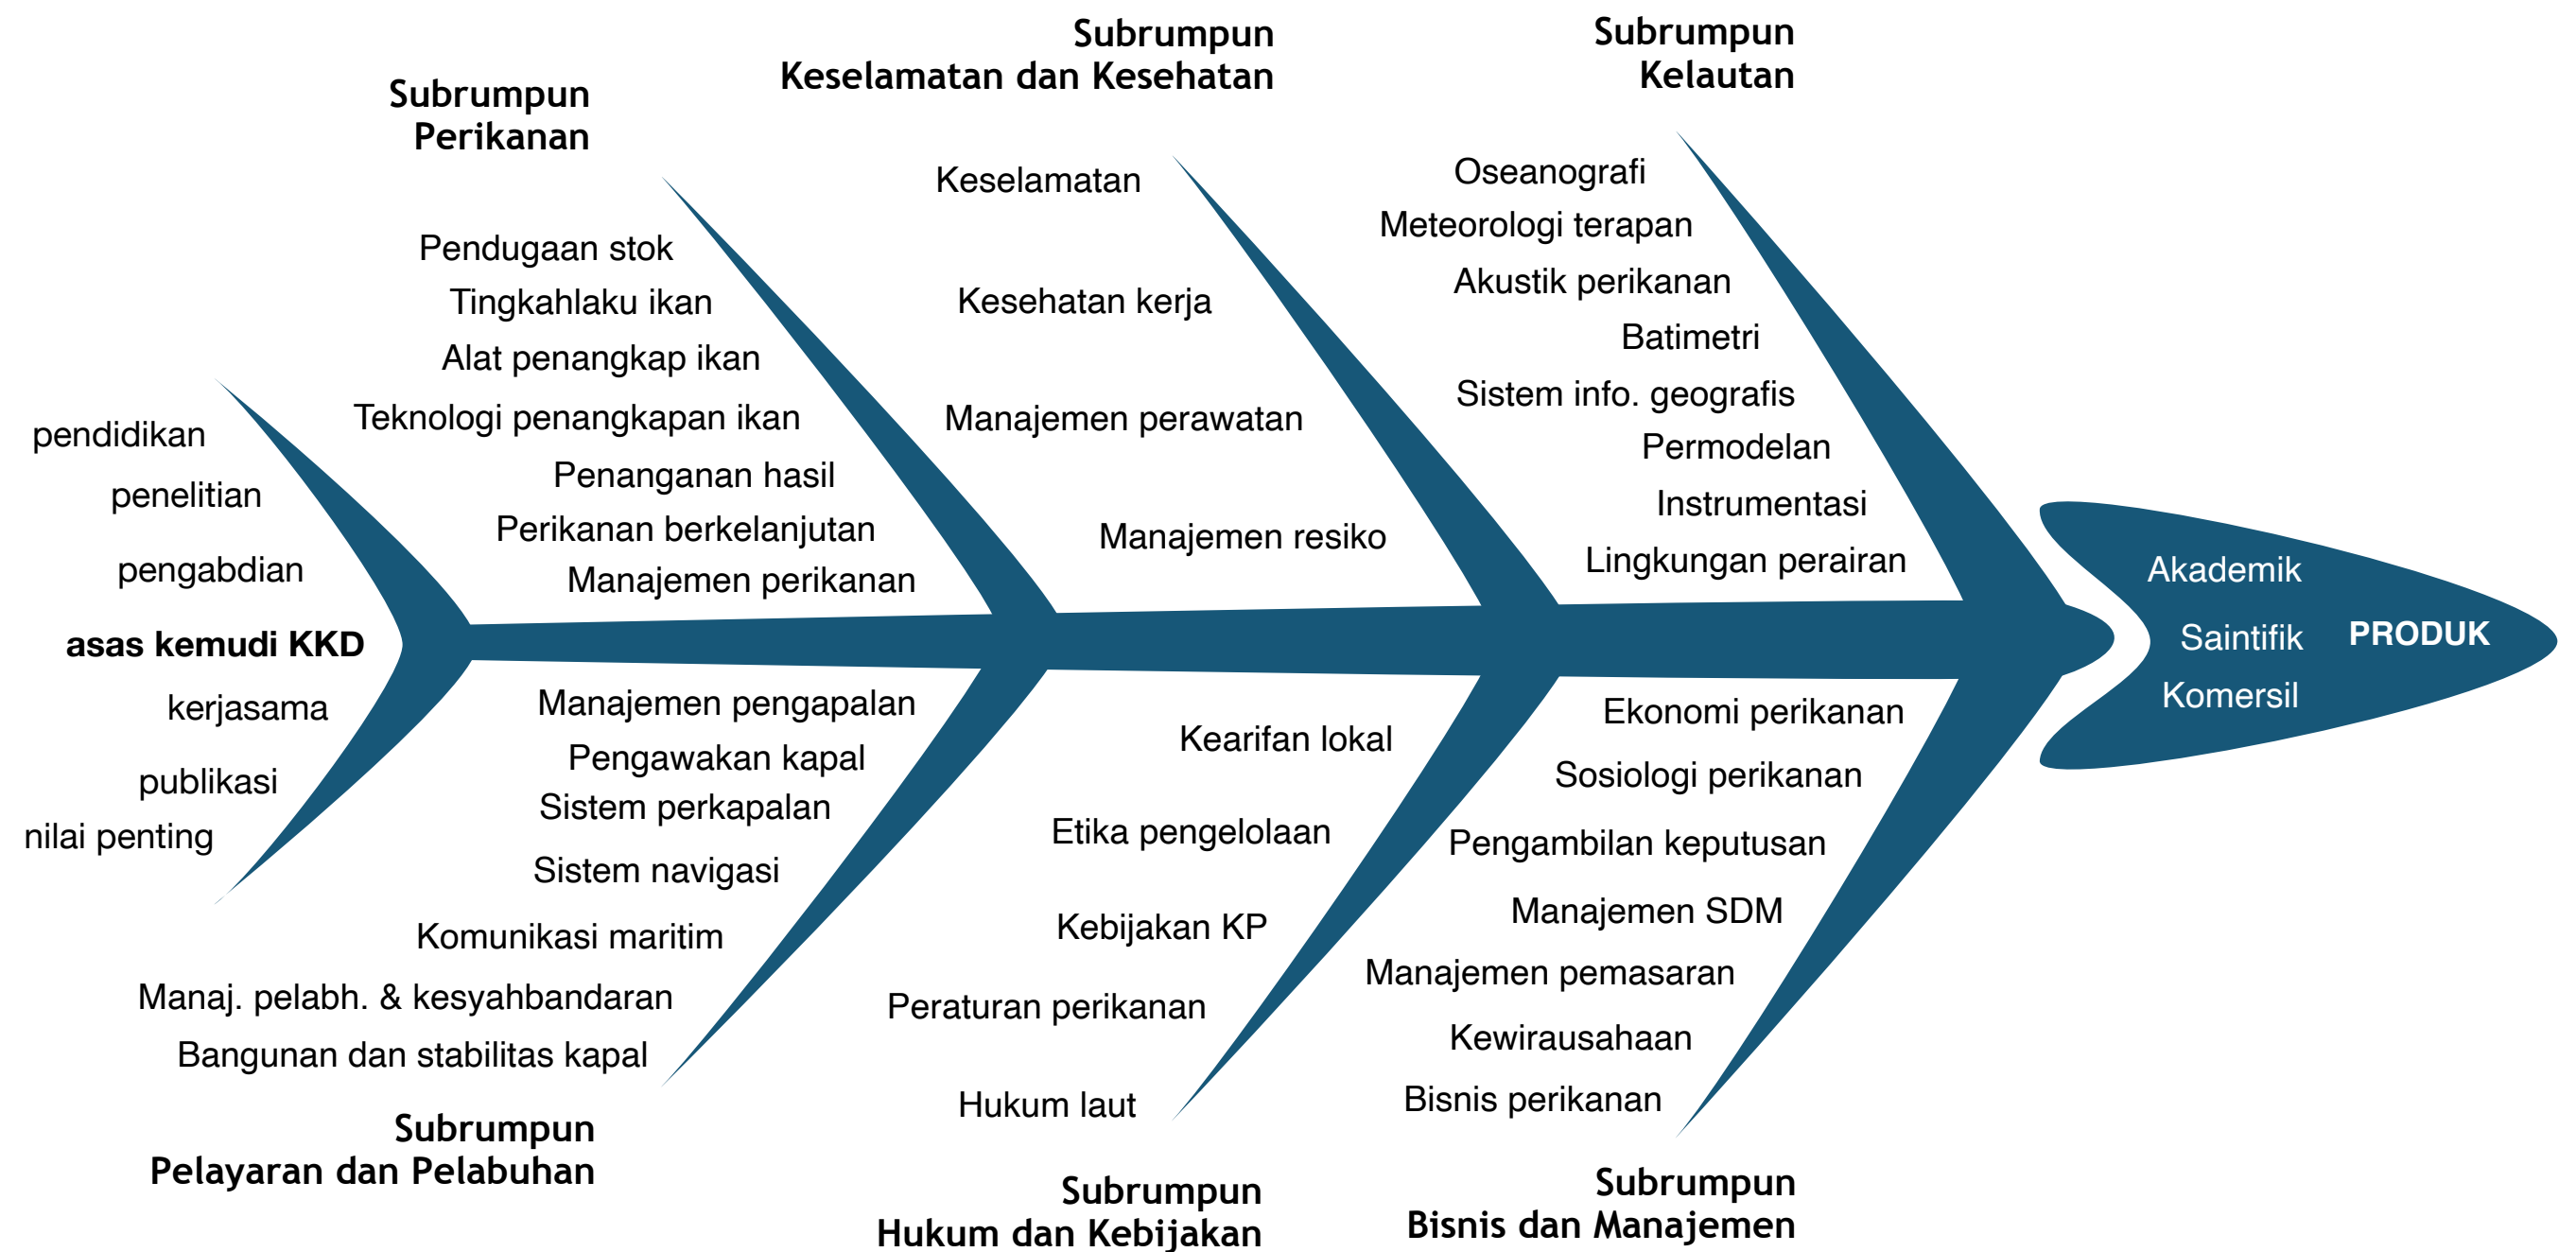 Subrumpun
Perikanan
Pendugaan stok
Tingkahlaku ikan
Alat penangkap ikan
Teknologi penangkapan ikan
Penanganan hasil
Perikanan berkelanjutan
Manajemen perikanan
Subrumpun
Keselamatan dan Kesehatan
Keselamatan
Kesehatan kerja
Manajemen perawatan
Manajemen resiko
Subrumpun
Kelautan
Oseanografi
Meteorologi terapan
Akustik perikanan
Batimetri
Sistem info. geografis
Permodelan
Instrumentasi
Lingkungan perairan
pendidikan
penelitian
pengabdian
asas kemudi KKD
kerjasama
publikasi
nilai penting
Akademik
Saintifik
Komersil
PRODUK
Manajemen pengapalan
Pengawakan kapal
Sistem perkapalan
Sistem navigasi
Komunikasi maritim
Manaj. pelabh. & kesyahbandaran
Bangunan dan stabilitas kapal
Subrumpun
Pelayaran dan Pelabuhan
Kearifan lokal
Etika pengelolaan
Kebijakan KP
Peraturan perikanan
Hukum laut
Subrumpun
Hukum dan Kebijakan
Ekonomi perikanan
Sosiologi perikanan
Pengambilan keputusan
Manajemen SDM
Manajemen pemasaran
Kewirausahaan
Bisnis perikanan
Subrumpun
Bisnis dan Manajemen